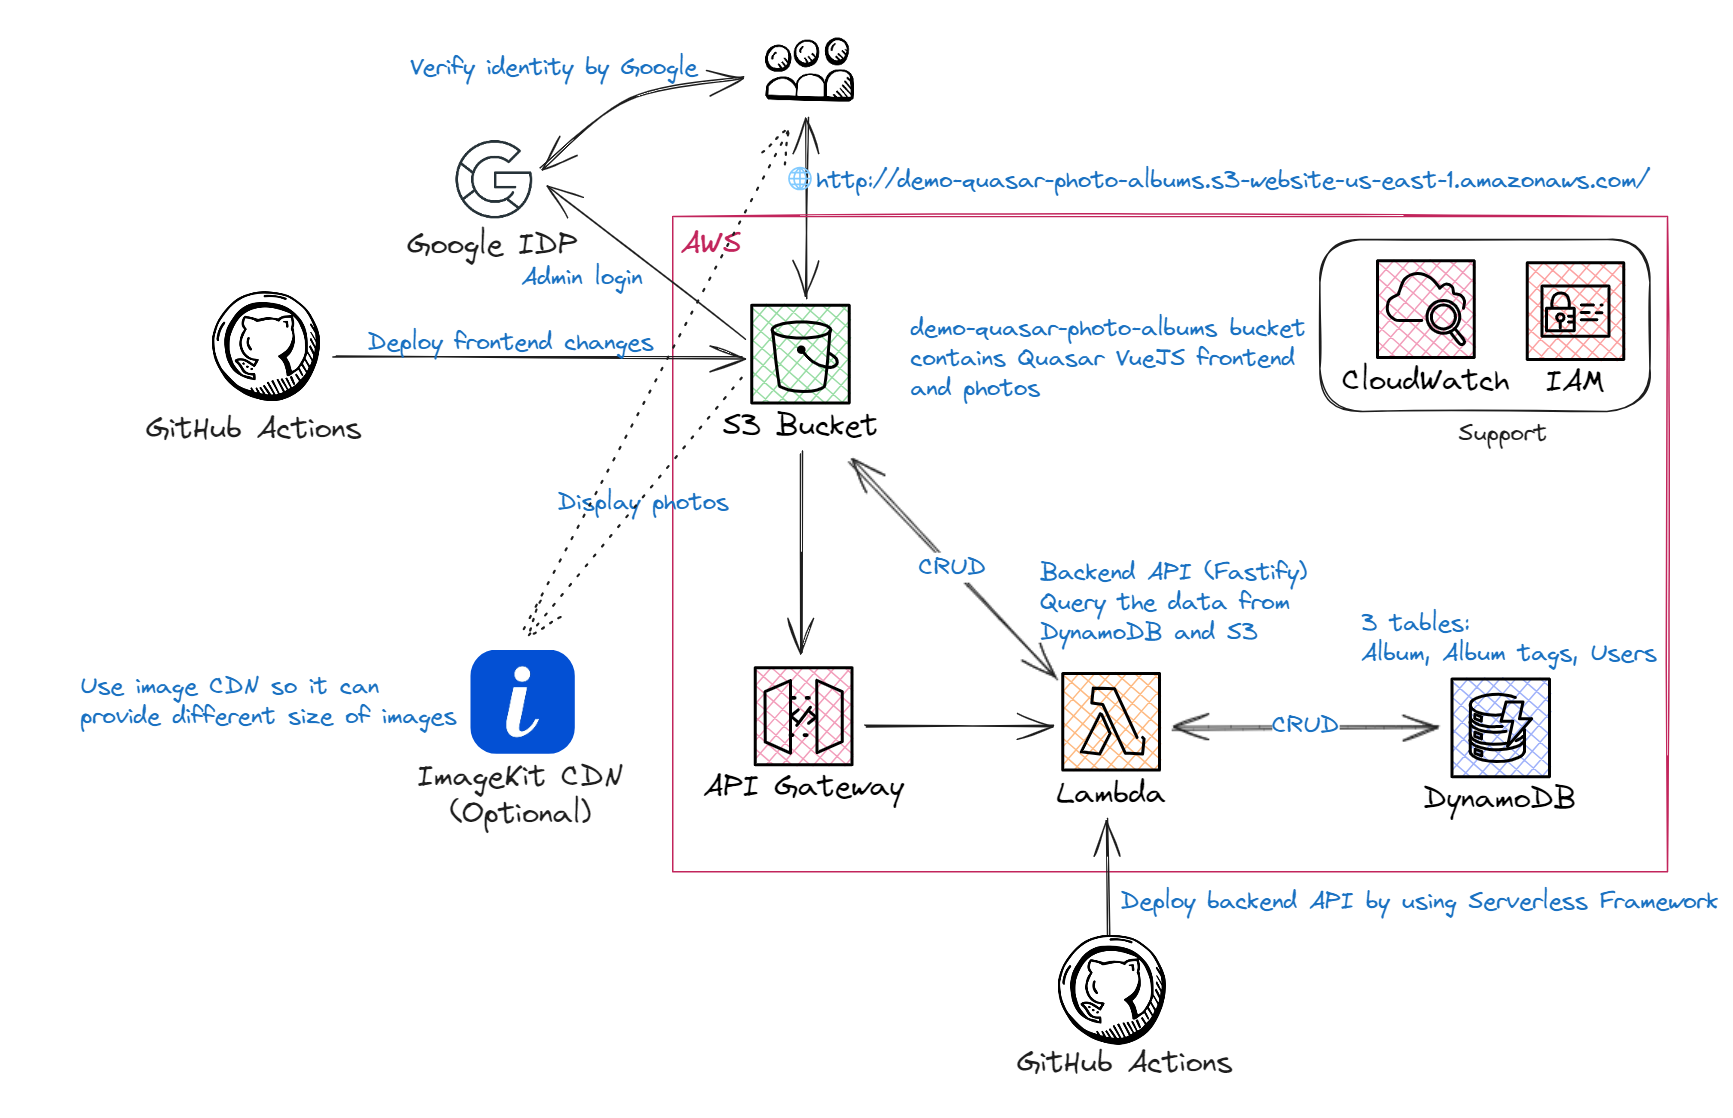 Verify identity by Google
http://demo-quasar-photo-albums.s3-website-us-east-1.amazonaws.com/
Google IDP
AWS
Admin login
Deploy frontend changes
GitHub Actions
S3 Bucket
demo-quasar-photo-albums bucket
contains Quasar VueJS frontend
and photos
CloudWatch
IAM
Support
Display photos
CRUD
Backend API (Fastify)
Query the data from
DynamoDB and S3
3 tables:
Album, Album tags, Users
Use image CDN so it can
provide different size of images
i
ImageKit CDN
(Optional)
</>
API Gateway
Lambda
CRUD
DynamoDB
Deploy backend API by using Serverless Framework
GitHub Actions